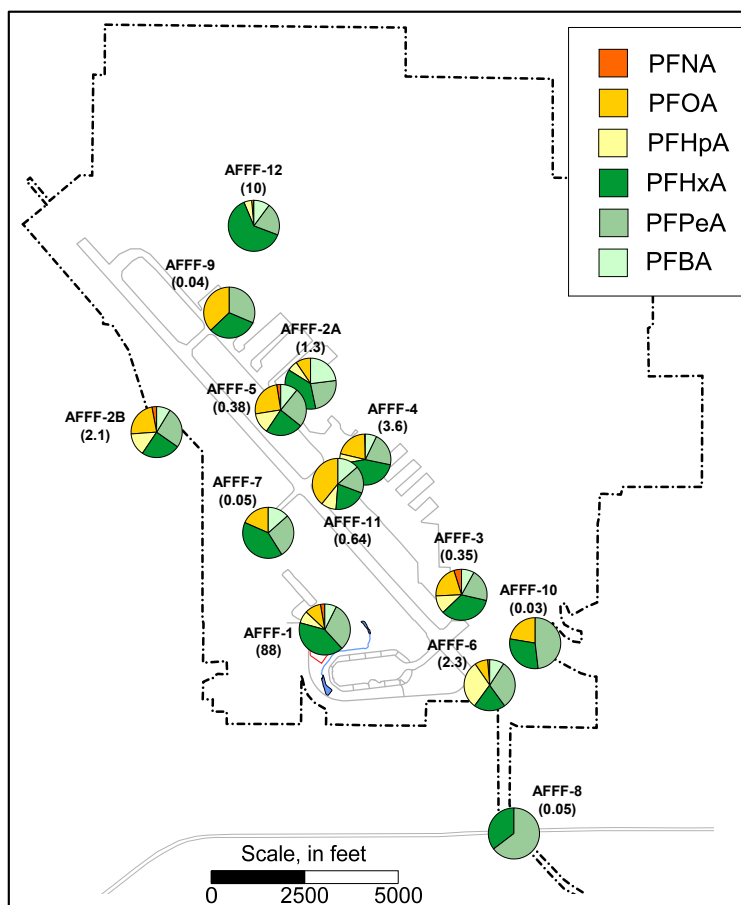 PFNA
PFOA
PFHpA
PFHxA
PFPeA
PFBA
AFFF-12
(10)
AFFF-9
(0.04)
AFFF-2A
(1.3)
AFFF-5
(0.38)
AFFF-2B
(2.1)
AFFF-4
(3.6)
AFFF-7
(0.05)
AFFF-11
(0.64)
AFFF-3
(0.35)
AFFF-10
(0.03)
AFFF-1
(88)
AFFF-6
(2.3)
AFFF-8
(0.05)
Scale, in feet
0 2500 5000